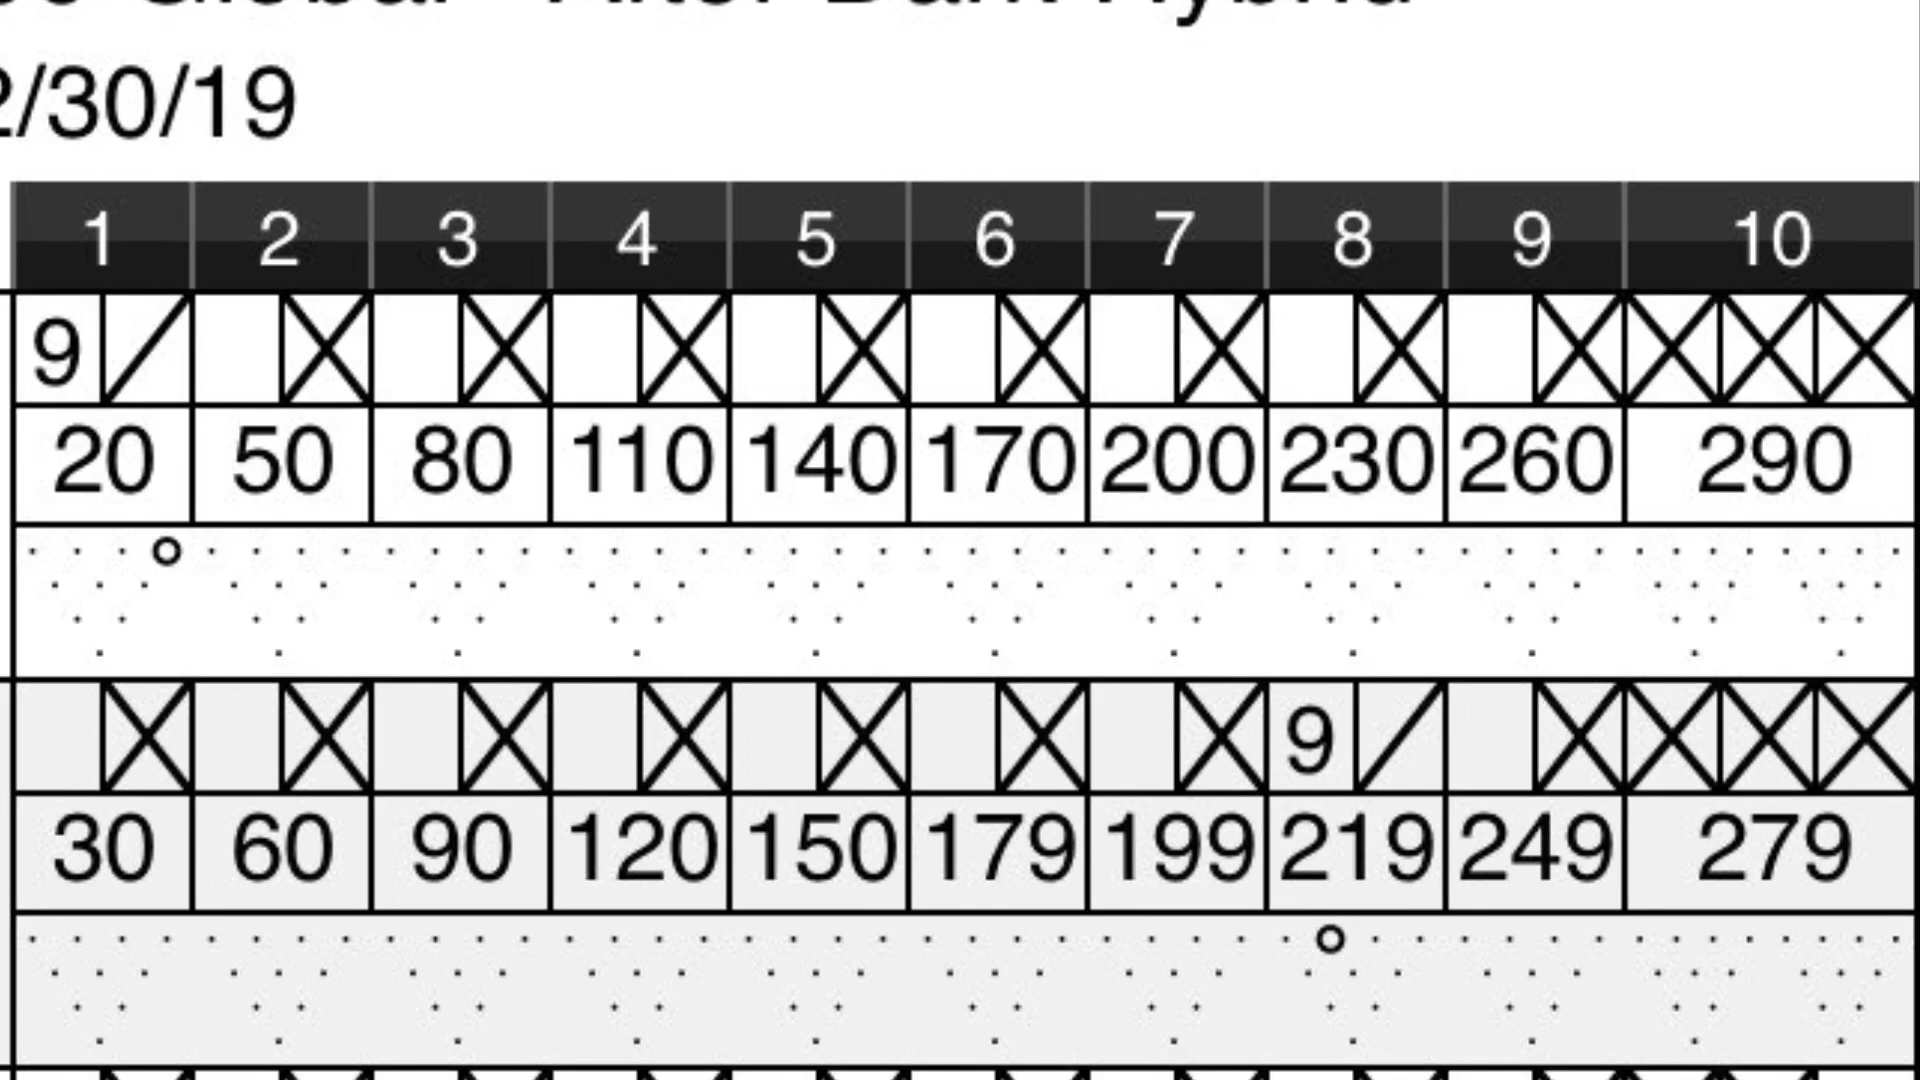 2/30/19
1 2 3 4 5 6 7 8 9 10
9 / X X X X X X X X X X X
20 50 80 110 140 170 200 230 260 290
X X X X X X X 9 / X X X X
30 60 90 120 150 179 199 219 249 279